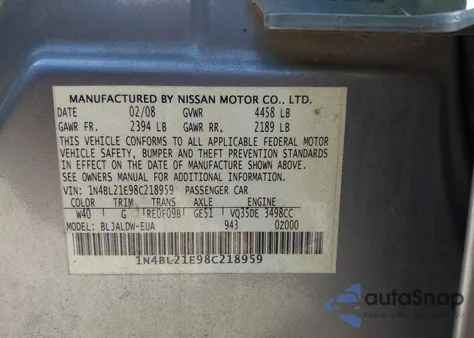 MANUFACTURED BY NISSAN MOTOR CO., LTD.
DATE 02/08 GVWR 4458 LB
GAWR FR. 2394 LB GAWR RR. 2189 LB
THIS VEHICLE CONFORMS TO ALL APPLICABLE FEDERAL MOTOR
VEHICLE SAFETY, BUMPER AND THEFT PREVENTION STANDARDS
IN EFFECT ON THE DATE OF MANUFACTURE SHOWN ABOVE.
SEE OWNERS MANUAL FOR ADDITIONAL INFORMATION
VIN: 1N4BL21E98C218959 PASSENGER CAR
COLOR TRIM TRANS AXLE ENGINE
W40 G RE0F09B GE51 VQ35DE 3498CC
MODEL: BLJALDW-EUA 943 0Z000
1N4BL21E98C218959
autoSnap